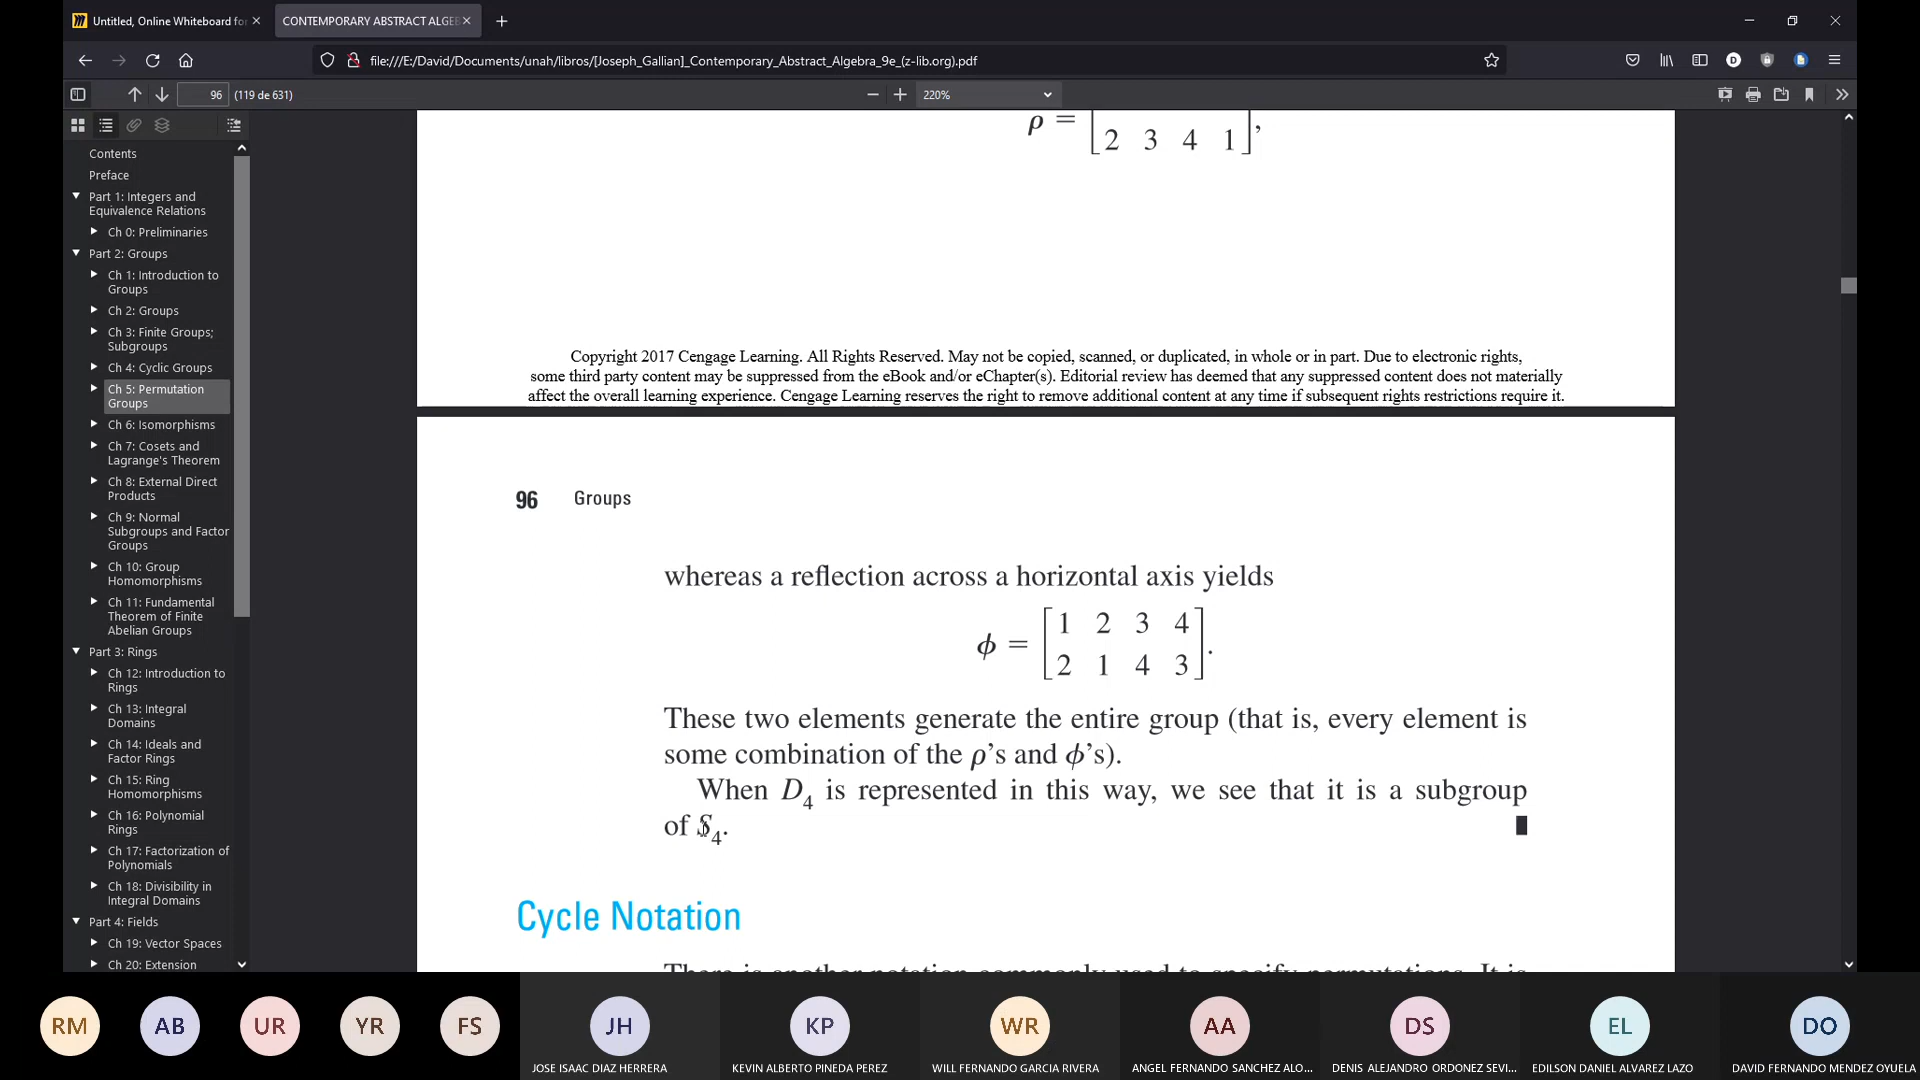 Untitled, Online Whiteboard for
CONTEMPORARY ABSTRACT ALGEB
file:///E:/David/Documents/unah/libros/[Joseph_Gallian]_Contemporary_Abstract_Algebra_9e_(z-lib.org).pdf
96 (119 de 631)
220%
Contents
Preface
Part 1: Integers and
Equivalence Relations
Ch 0: Preliminaries
Part 2: Groups
Ch 1: Introduction to
Groups
Ch 2: Groups
Ch 3: Finite Groups;
Subgroups
Ch 4: Cyclic Groups
Ch 5: Permutation
Groups
Ch 6: Isomorphisms
Ch 7: Cosets and
Lagrange's Theorem
Ch 8: External Direct
Products
Ch 9: Normal
Subgroups and Factor
Groups
Ch 10: Group
Homomorphisms
Ch 11: Fundamental
Theorem of Finite
Abelian Groups
Part 3: Rings
Ch 12: Introduction to
Rings
Ch 13: Integral
Domains
Ch 14: Ideals and
Factor Rings
Ch 15: Ring
Homomorphisms
Ch 16: Polynomial
Rings
Ch 17: Factorization of
Polynomials
Ch 18: Divisibility in
Integral Domains
Part 4: Fields
Ch 19: Vector Spaces
Ch 20: Extension
ρ = [2 3 4 1],
Copyright 2017 Cengage Learning. All Rights Reserved. May not be copied, scanned, or duplicated, in whole or in part. Due to electronic rights,
some third party content may be suppressed from the eBook and/or eChapter(s). Editorial review has deemed that any suppressed content does not materially
affect the overall learning experience. Cengage Learning reserves the right to remove additional content at any time if subsequent rights restrictions require it.
96 Groups
whereas a reflection across a horizontal axis yields
1 2 3 4
ϕ =
2 1 4 3 .
These two elements generate the entire group (that is, every element is
some combination of the ρ's and ϕ's).
When D₄ is represented in this way, we see that it is a subgroup
of S₄.
Cycle Notation
There is another notation commonly used to specify permutations. It is
RM
AB
UR
YR
FS
JH
KP
WR
AA
DS
EL
DO
JOSE ISAAC DIAZ HERRERA
KEVIN ALBERTO PINEDA PEREZ
WILL FERNANDO GARCIA RIVERA
ANGEL FERNANDO SANCHEZ ALO...
DENIS ALEJANDRO ORDONEZ SEVI...
EDILSON DANIEL ALVAREZ LAZO
DAVID FERNANDO MENDEZ OYUELA